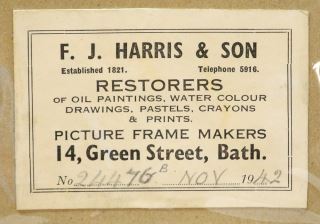 F. J. HARRIS & SON
Established 1821. Telephone 5916.
RESTORERS
OF OIL PAINTINGS, WATER COLOUR
DRAWINGS, PASTELS, CRAYONS
& PRINTS.
PICTURE FRAME MAKERS
14, Green Street, Bath.
No 24476B NOV 1942